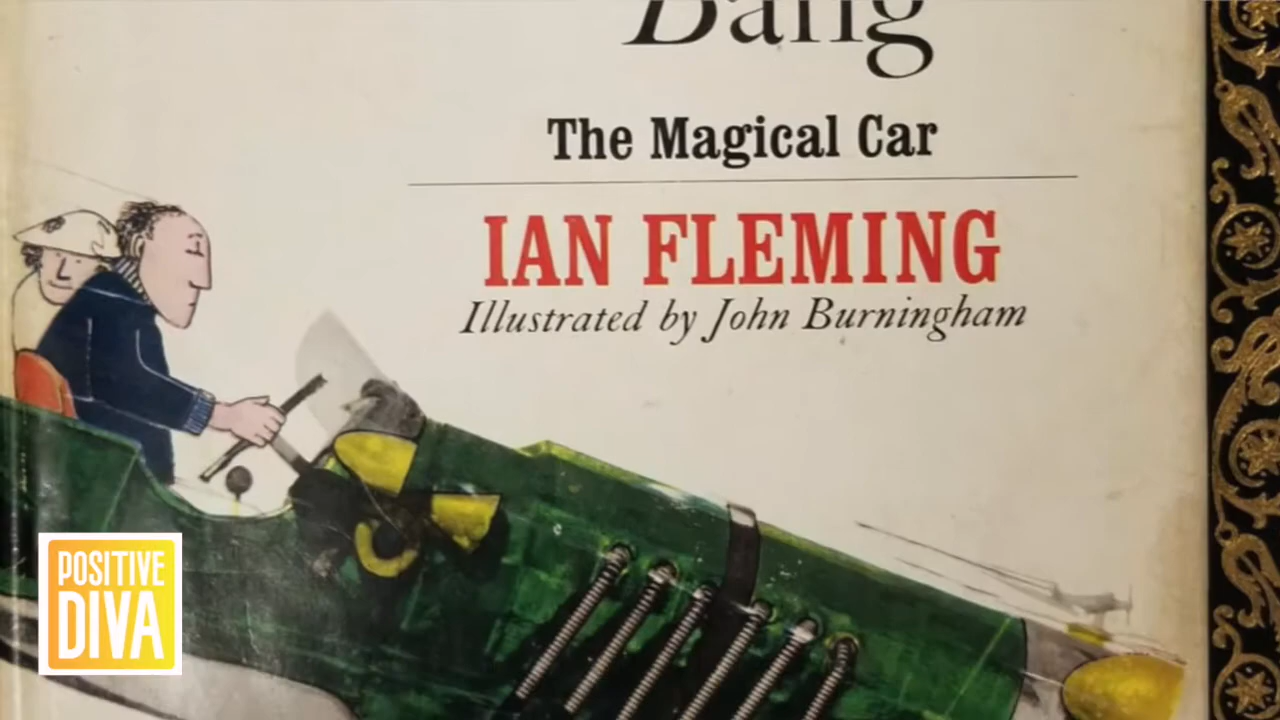 Bang
The Magical Car
IAN FLEMING
Illustrated by John Burningham
POSITIVE
DIVA